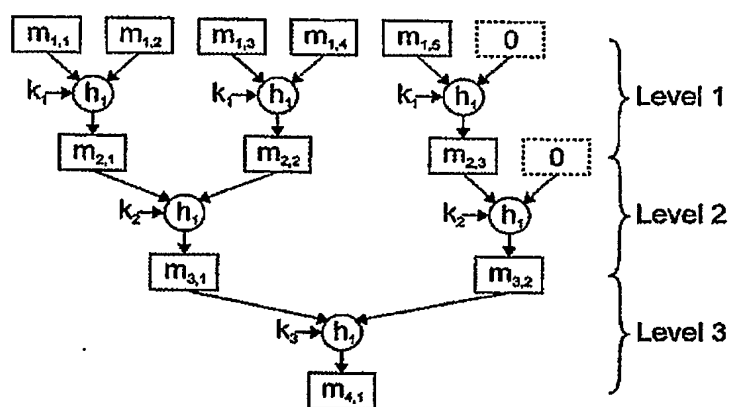 m1,1 m1,2 m1,3 m1,4 m1,5 0
k1 h1 k1 h1 k1 h1 Level 1
m2,1 m2,2 m2,3 0
k2 h1 k2 h1 Level 2
m3,1 m3,2
k3 h1 Level 3
m4,1